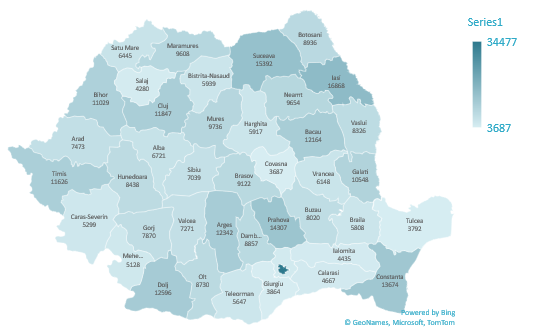 Series1
34477
3687
Botosani
8936
Satu Mare
6445
Maramures
9608
Suceava
15392
Iasi
16868
Salaj
4280
Bistrita-Nasaud
5939
Bihor
11029
Cluj
11847
Neamt
9654
Mures
9736
Harghita
5917
Vaslui
8326
Bacau
12164
Arad
7473
Alba
6721
Covasna
3687
Timis
11626
Hunedoara
8438
Sibiu
7039
Brasov
9122
Vrancea
6148
Galati
10548
Caras-Severin
5299
Gorj
7870
Valcea
7271
Arges
12342
Prahova
14307
Buzau
8020
Braila
5808
Tulcea
3792
Damb...
8857
Mehe...
5128
Ialomita
4435
Dolj
12596
Olt
8730
Giurgiu
3864
Calarasi
4667
Constanta
13674
Teleorman
5647
Powered by Bing
© GeoNames, Microsoft, TomTom